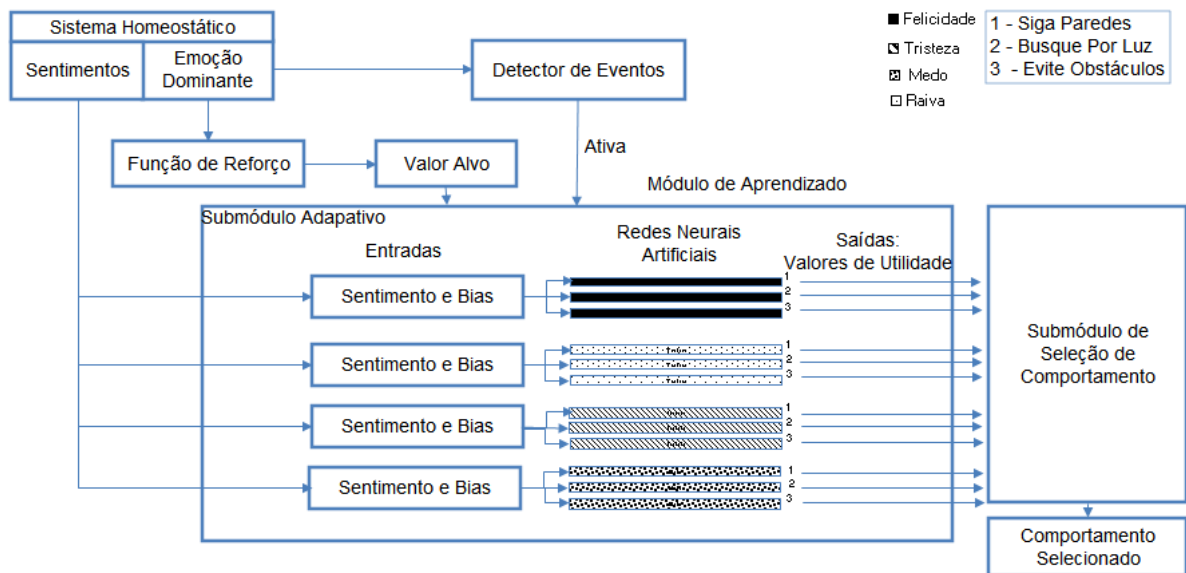 Sistema Homeostático
Sentimentos
Emoção
Dominante
Detector de Eventos
Felicidade
Tristeza
Medo
Raiva
1 - Siga Paredes
2 - Busque Por Luz
3 - Evite Obstáculos
Função de Reforço
Valor Alvo
Ativa
Módulo de Aprendizado
Submódulo Adapativo
Entradas
Redes Neurais
Artificiais
Saídas:
Valores de Utilidade
Sentimento e Bias
1
2
3
Sentimento e Bias
1
2
3
Sentimento e Bias
1
2
3
Sentimento e Bias
1
2
3
Submódulo de
Seleção de
Comportamento
Comportamento
Selecionado